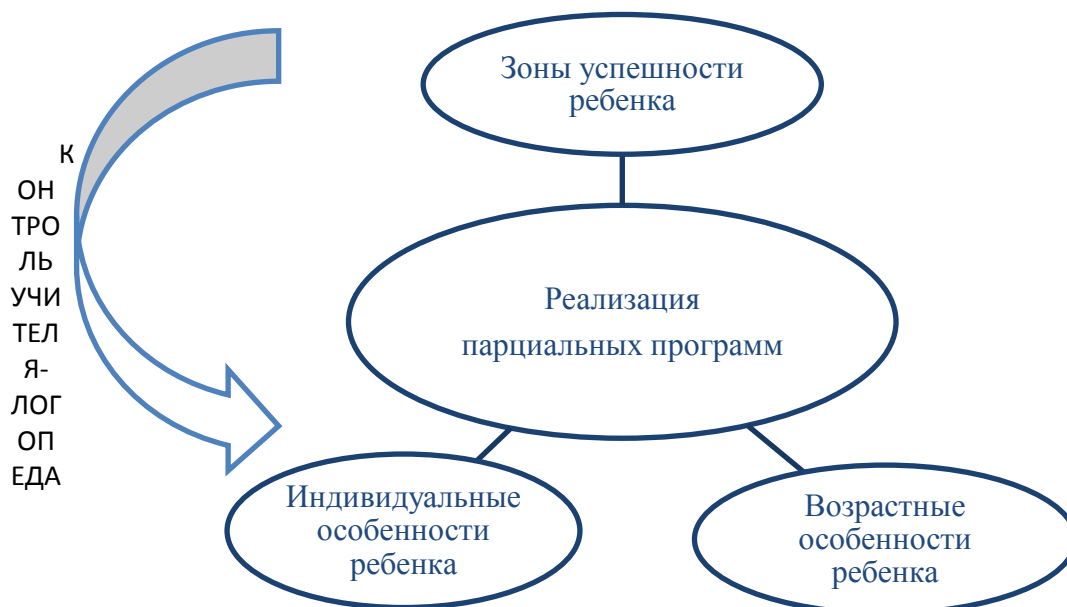 Зоны успешности
ребенка
К
ОН
ТРО
ЛЬ
УЧИ
ТЕЛ
Я-
ЛОГ
ОП
ЕДА
Реализация
парциальных программ
Индивидуальные
особенности
ребенка
Возрастные
особенности
ребенка